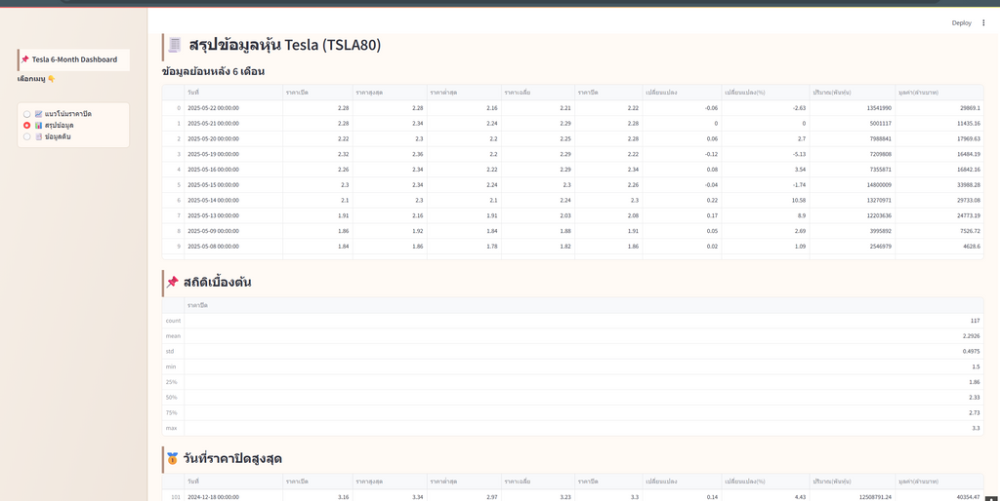 Deploy
📌 Tesla 6-Month Dashboard
เลือกเมนู 👇
📈 แนวโน้มราคาปิด
📊 สรุปข้อมูล
📄 ข้อมูลดิบ
🧾 สรุปข้อมูลหุ้น Tesla (TSLA80)
ข้อมูลย้อนหลัง 6 เดือน
วันที่ ราคาเปิด ราคาสูงสุด ราคาต่ำสุด ราคาเฉลี่ย ราคาปิด เปลี่ยนแปลง เปลี่ยนแปลง(%) ปริมาณ(พันหุ้น) มูลค่า(ล้านบาท)
0 2025-05-22 00:00:00 2.28 2.28 2.16 2.21 2.22 -0.06 -2.63 13541990 29869.1
1 2025-05-21 00:00:00 2.28 2.34 2.24 2.29 2.28 0 0 5001117 11435.16
2 2025-05-20 00:00:00 2.22 2.3 2.2 2.25 2.28 0.06 2.7 7988841 17969.63
3 2025-05-19 00:00:00 2.32 2.36 2.2 2.29 2.22 -0.12 -5.13 7209808 16484.19
4 2025-05-16 00:00:00 2.26 2.34 2.22 2.29 2.34 0.08 3.54 7355871 16842.16
5 2025-05-15 00:00:00 2.3 2.34 2.24 2.3 2.26 -0.04 -1.74 14800009 33988.28
6 2025-05-14 00:00:00 2.1 2.3 2.1 2.24 2.3 0.22 10.58 13270971 29733.08
7 2025-05-13 00:00:00 1.91 2.16 1.91 2.03 2.08 0.17 8.9 12203636 24773.19
8 2025-05-09 00:00:00 1.86 1.92 1.84 1.88 1.91 0.05 2.69 3995892 7526.72
9 2025-05-08 00:00:00 1.84 1.86 1.78 1.82 1.86 0.02 1.09 2546979 4628.6
📌 สถิติเบื้องต้น
ราคาปิด
count 117
mean 2.2926
std 0.4975
min 1.5
25% 1.86
50% 2.33
75% 2.73
max 3.3
🥇 วันที่ราคาปิดสูงสุด
วันที่ ราคาเปิด ราคาสูงสุด ราคาต่ำสุด ราคาเฉลี่ย ราคาปิด เปลี่ยนแปลง เปลี่ยนแปลง(%) ปริมาณ(พันหุ้น) มูลค่า(ล้านบาท)
101 2024-12-18 00:00:00 3.16 3.34 2.97 3.23 3.3 0.14 4.43 12508791.24 40354.47